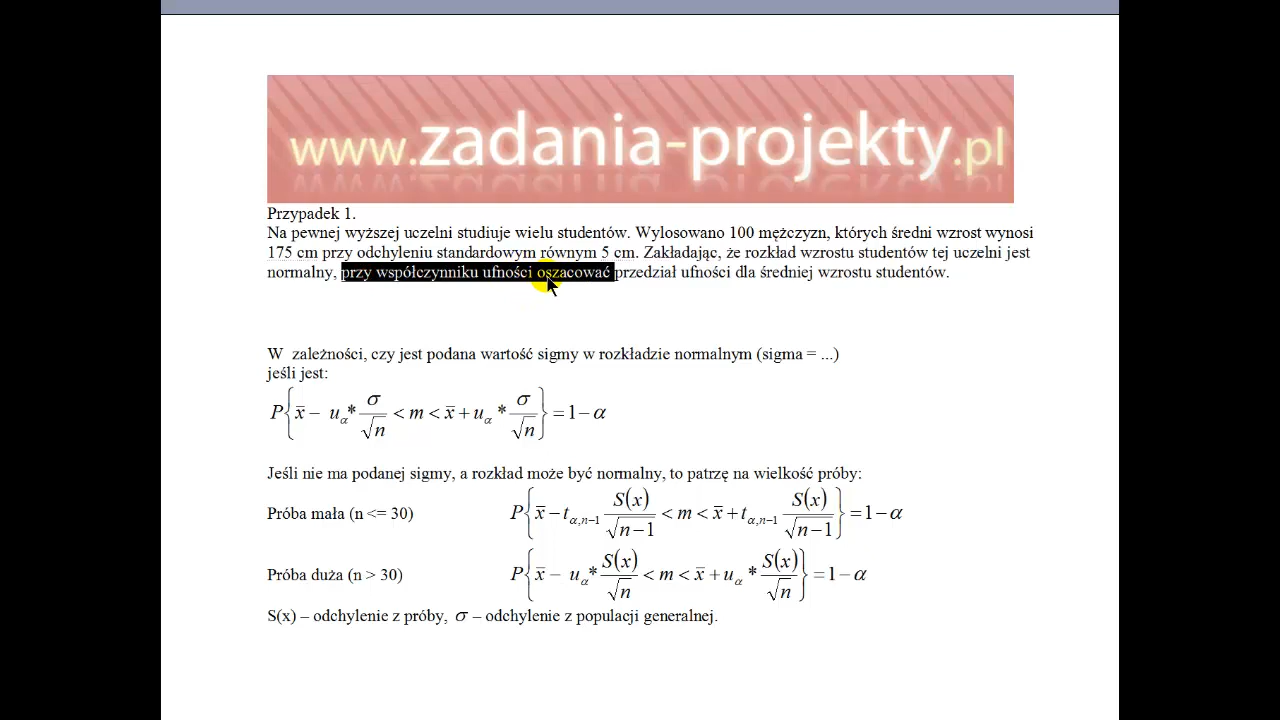 www.zadania-projekty.pl
Przypadek 1.
Na pewnej wyższej uczelni studiuje wielu studentów. Wylosowano 100 mężczyzn, których średni wzrost wynosi
175 cm przy odchyleniu standardowym równym 5 cm. Zakładając, że rozkład wzrostu studentów tej uczelni jest
normalny, przy współczynniku ufności oszacować przedział ufności dla średniej wzrostu studentów.
W zależności, czy jest podana wartość sigmy w rozkładzie normalnym (sigma = ...)
jeśli jest:
P{x̄ − u_α * σ/√n < m < x̄ + u_α * σ/√n} = 1 − α
Jeśli nie ma podanej sigmy, a rozkład może być normalny, to patrzę na wielkość próby:
Próba mała (n <= 30) P{x̄ − t_α,n−1 S(x)/√n−1 < m < x̄ + t_α,n−1 S(x)/√n−1} = 1 − α
Próba duża (n > 30) P{x̄ − u_α * S(x)/√n < m < x̄ + u_α * S(x)/√n} = 1 − α
S(x) – odchylenie z próby, σ – odchylenie z populacji generalnej.